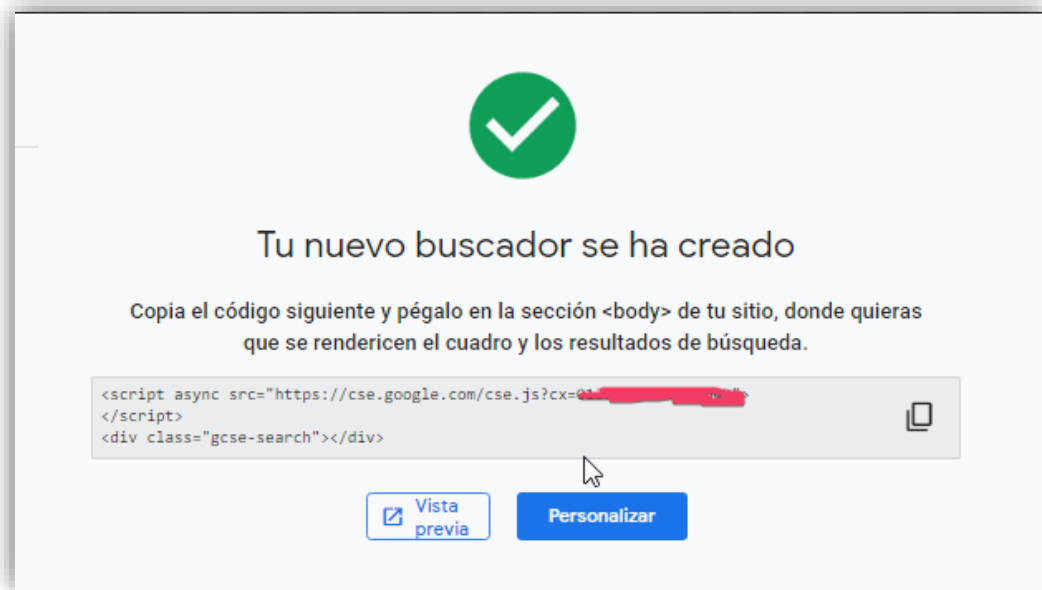 Tu nuevo buscador se ha creado
Copia el código siguiente y pégalo en la sección <body> de tu sitio, donde quieras
que se rendericen el cuadro y los resultados de búsqueda.
<script async src="https://cse.google.com/cse.js?cx=
</script>
<div class="gcse-search"></div>
Vista
previa
Personalizar